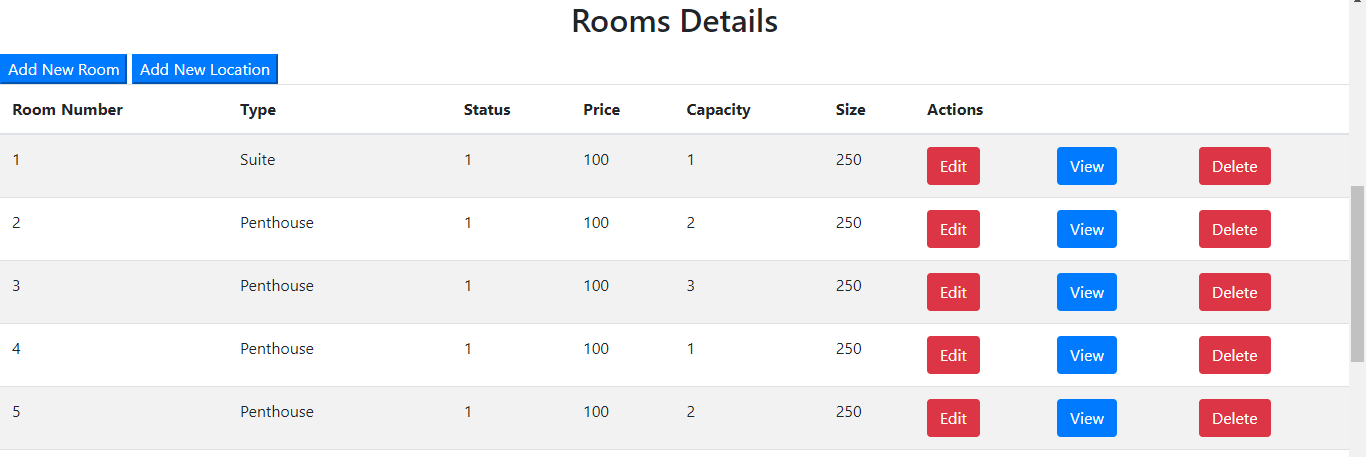 Rooms Details
Add New Room Add New Location
Room Number Type Status Price Capacity Size Actions
1 Suite 1 100 1 250 Edit View Delete
2 Penthouse 1 100 2 250 Edit View Delete
3 Penthouse 1 100 3 250 Edit View Delete
4 Penthouse 1 100 1 250 Edit View Delete
5 Penthouse 1 100 2 250 Edit View Delete